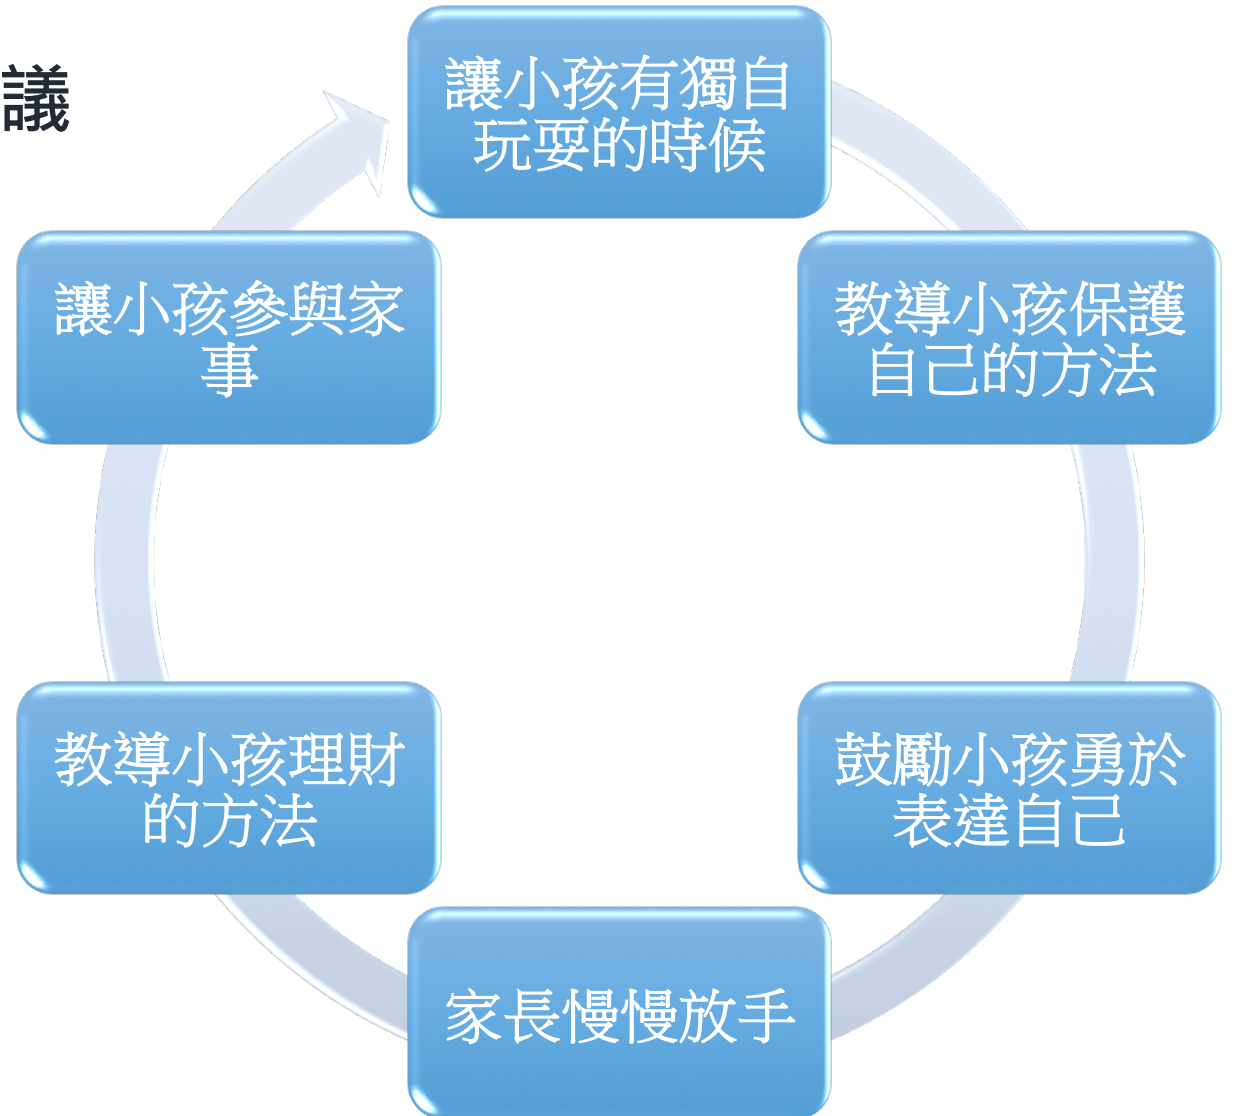 議
讓小孩有獨自
玩耍的時候
教導小孩保護
自己的方法
鼓勵小孩勇於
表達自己
家長慢慢放手
教導小孩理財
的方法
讓小孩參與家
事